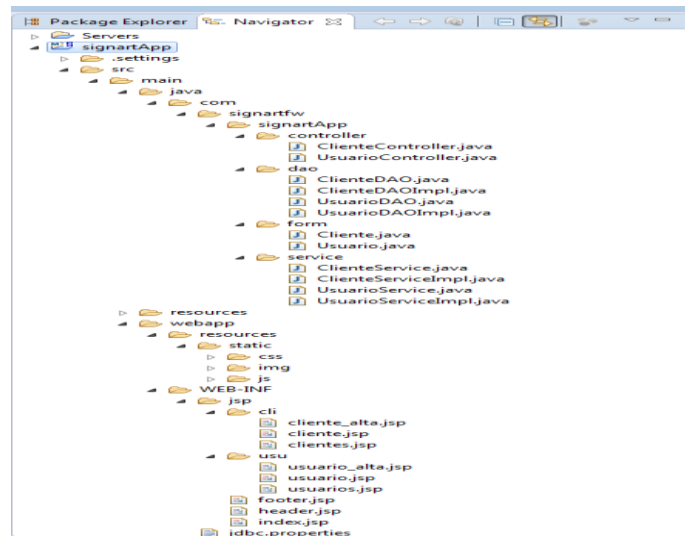 Package Explorer Navigator
Servers
signartApp
.settings
src
main
java
com
signartfw
signartApp
controller
ClienteController.java
UsuarioController.java
dao
ClienteDAO.java
ClienteDAOImpl.java
UsuarioDAO.java
UsuarioDAOImpl.java
form
Cliente.java
Usuario.java
service
ClienteService.java
ClienteServiceImpl.java
UsuarioService.java
UsuarioServiceImpl.java
resources
webapp
resources
static
css
img
js
WEB-INF
jsp
cli
cliente_alta.jsp
cliente.jsp
clientes.jsp
usu
usuario_alta.jsp
usuario.jsp
usuarios.jsp
footer.jsp
header.jsp
index.jsp
jdbc.properties